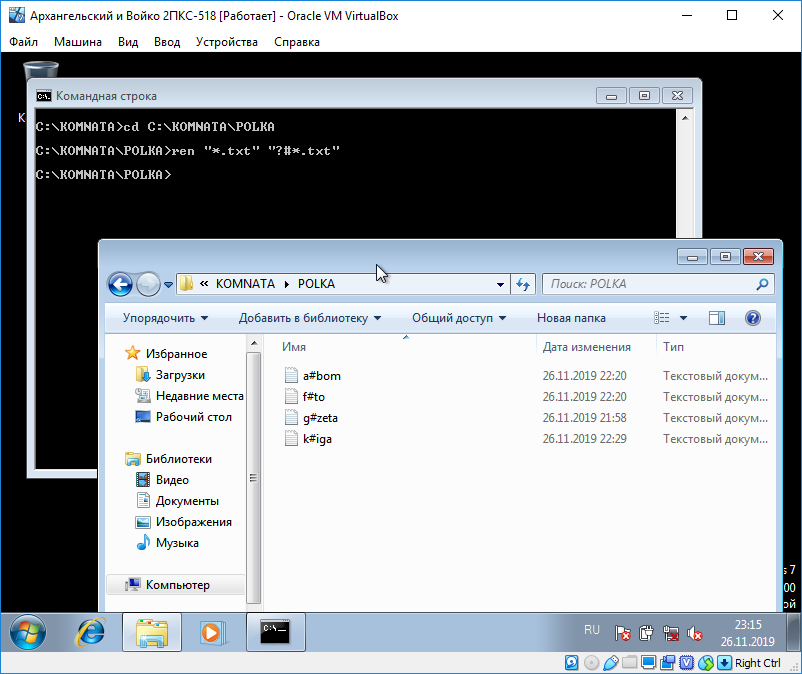 Архангельский и Войко 2ПКС-518 [Работает] - Oracle VM VirtualBox
Файл Машина Вид Ввод Устройства Справка
К
Командная строка
C:\KOMNATA>cd C:\KOMNATA\POLKA
C:\KOMNATA\POLKA>ren "*.txt" "?#*.txt"
C:\KOMNATA\POLKA>
« KOMNATA POLKA Поиск: POLKA
Упорядочить Добавить в библиотеку Общий доступ Новая папка
Избранное
Загрузки
Недавние места
Рабочий стол
Библиотеки
Видео
Документы
Изображения
Музыка
Компьютер
Имя Дата изменения Тип
a#bom 26.11.2019 22:20 Текстовый докум...
f#to 26.11.2019 22:20 Текстовый докум...
g#zeta 26.11.2019 21:58 Текстовый докум...
k#iga 26.11.2019 22:29 Текстовый докум...
s 7
00
ой
C:\
RU 23:15
26.11.2019
Right Ctrl